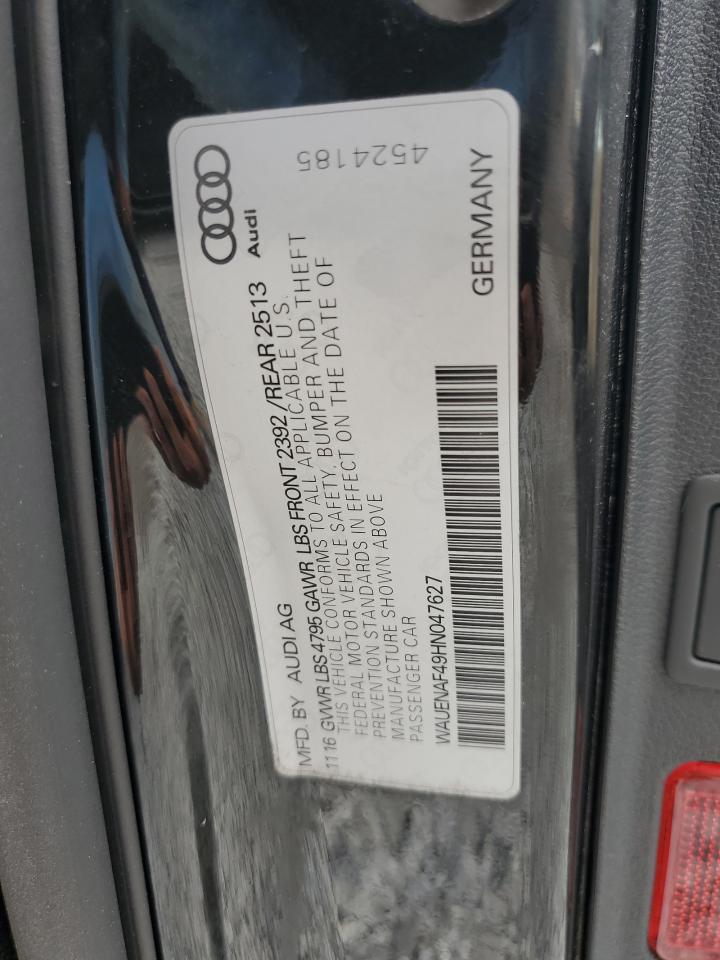 MFD. BY AUDI AG
Audi
11 16 GVWR LBS 4795 GAWR LBS FRONT 2392 /REAR 2513
THIS VEHICLE CONFORMS TO ALL APPLICABLE U.S.
FEDERAL MOTOR VEHICLE SAFETY, BUMPER AND THEFT
PREVENTION STANDARDS IN EFFECT ON THE DATE OF
MANUFACTURE SHOWN ABOVE
PASSENGER CAR
4524185
WAUENAF49HN047627
GERMANY